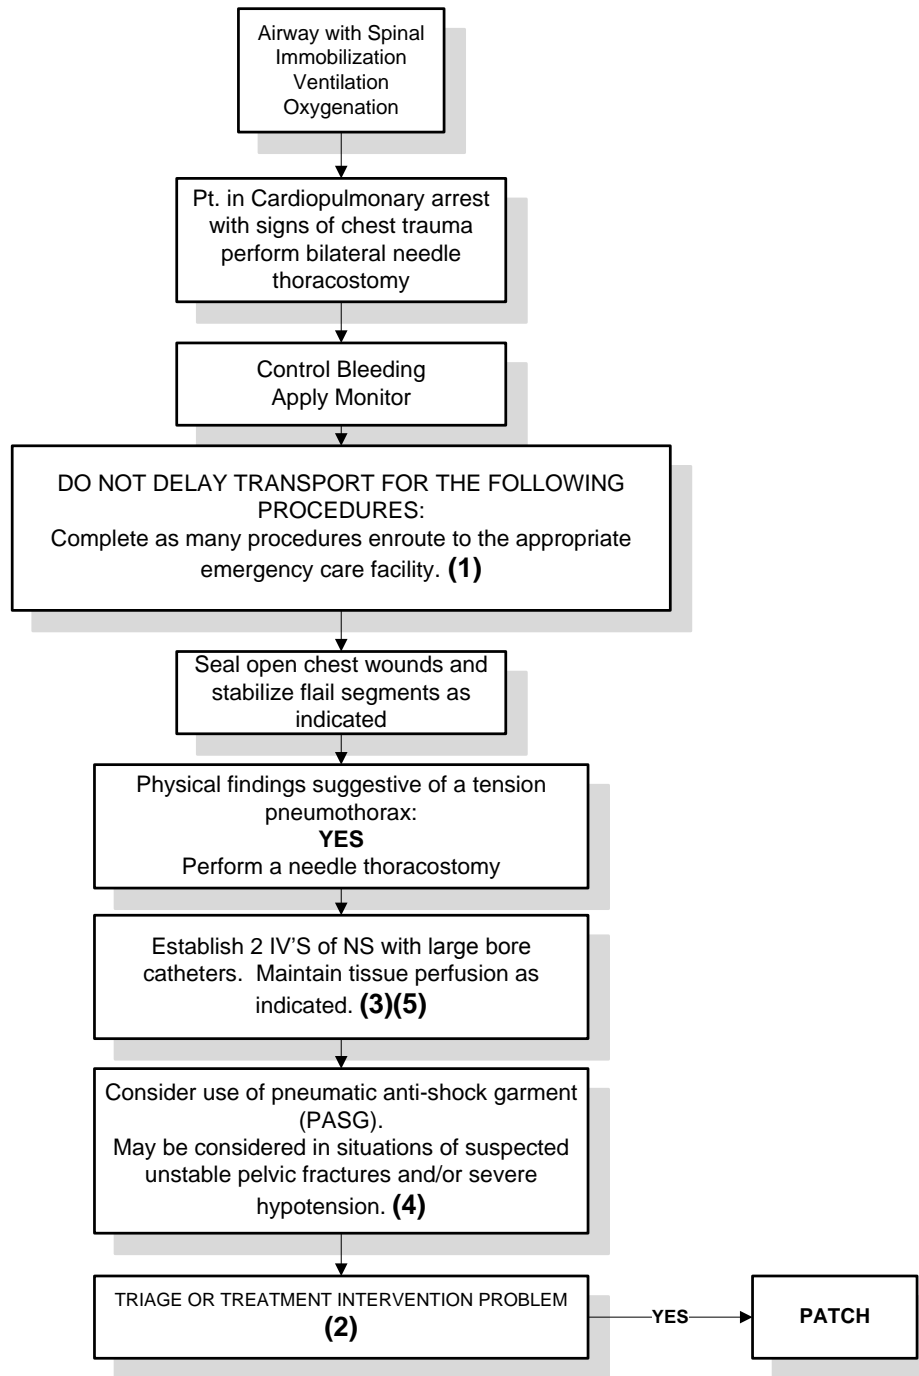 Airway with Spinal
Immobilization
Ventilation
Oxygenation
Pt. in Cardiopulmonary arrest
with signs of chest trauma
perform bilateral needle
thoracostomy
Control Bleeding
Apply Monitor
DO NOT DELAY TRANSPORT FOR THE FOLLOWING
PROCEDURES:
Complete as many procedures enroute to the appropriate
emergency care facility. (1)
Seal open chest wounds and
stabilize flail segments as
indicated
Physical findings suggestive of a tension
pneumothorax:
YES
Perform a needle thoracostomy
Establish 2 IV'S of NS with large bore
catheters.  Maintain tissue perfusion as
indicated. (3)(5)
Consider use of pneumatic anti-shock garment
(PASG).
May be considered in situations of suspected
unstable pelvic fractures and/or severe
hypotension. (4)
TRIAGE OR TREATMENT INTERVENTION PROBLEM
(2)
YES
PATCH